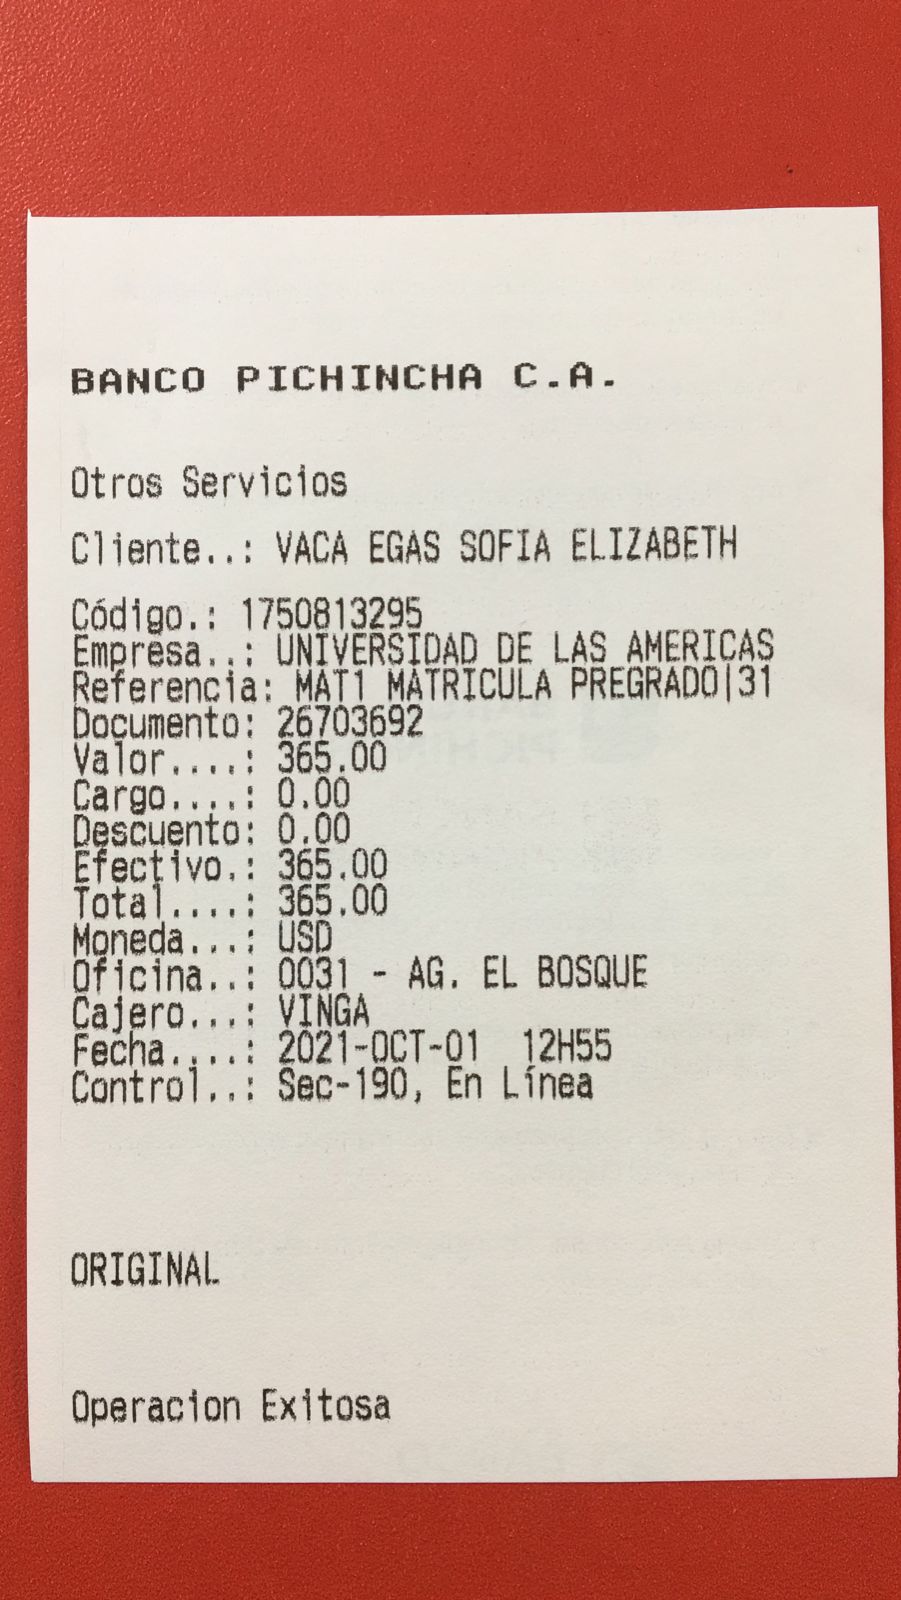 BANCO PICHINCHA C.A.
Otros Servicios
Cliente..: VACA EGAS SOFIA ELIZABETH
Código.: 1750813295
Empresa..: UNIVERSIDAD DE LAS AMERICAS
Referencia: MAT1 MATRICULA PREGRADO|31
Documento: 26703692
Valor....: 365.00
Cargo....: 0.00
Descuento: 0.00
Efectivo.: 365.00
Total....: 365.00
Moneda...: USD
Oficina..: 0031 - AG. EL BOSQUE
Cajero...: VINGA
Fecha....: 2021-OCT-01 12H55
Control..: Sec-190, En Línea
ORIGINAL
Operacion Exitosa